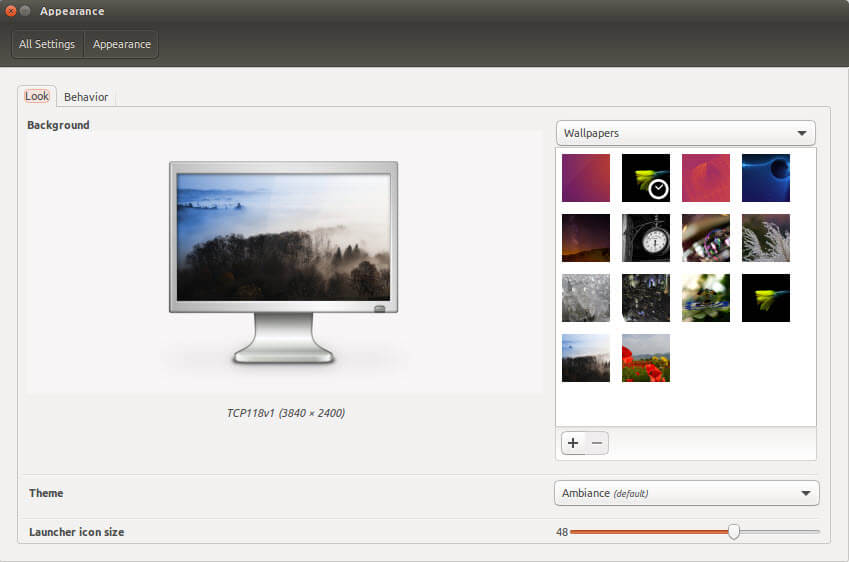 Appearance
All Settings Appearance
Look Behavior
Background
Wallpapers
TCP118v1 (3840 × 2400)
Theme
Ambiance (default)
Launcher icon size
48